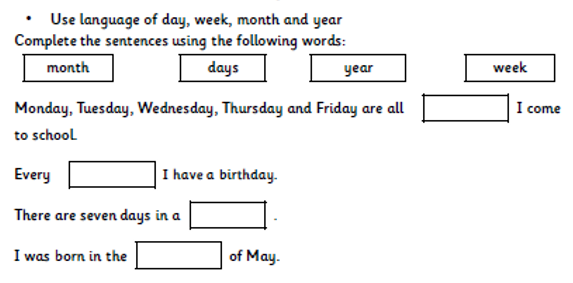 • Use language of day, week, month and year
Complete the sentences using the following words:
month days year week
Monday, Tuesday, Wednesday, Thursday and Friday are all I come
to school.
Every I have a birthday.
There are seven days in a .
I was born in the of May.